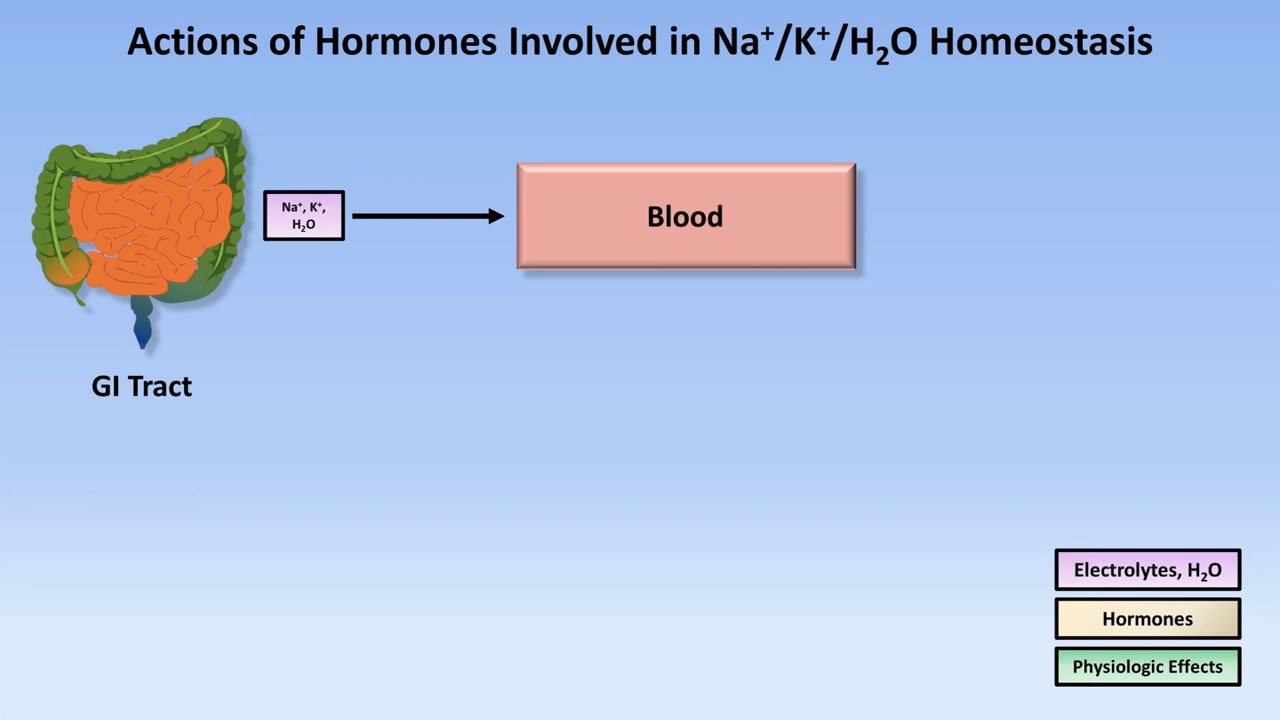 Actions of Hormones Involved in Na⁺/K⁺/H₂O Homeostasis
Na⁺, K⁺,
H₂O
Blood
GI Tract
Electrolytes, H₂O
Hormones
Physiologic Effects